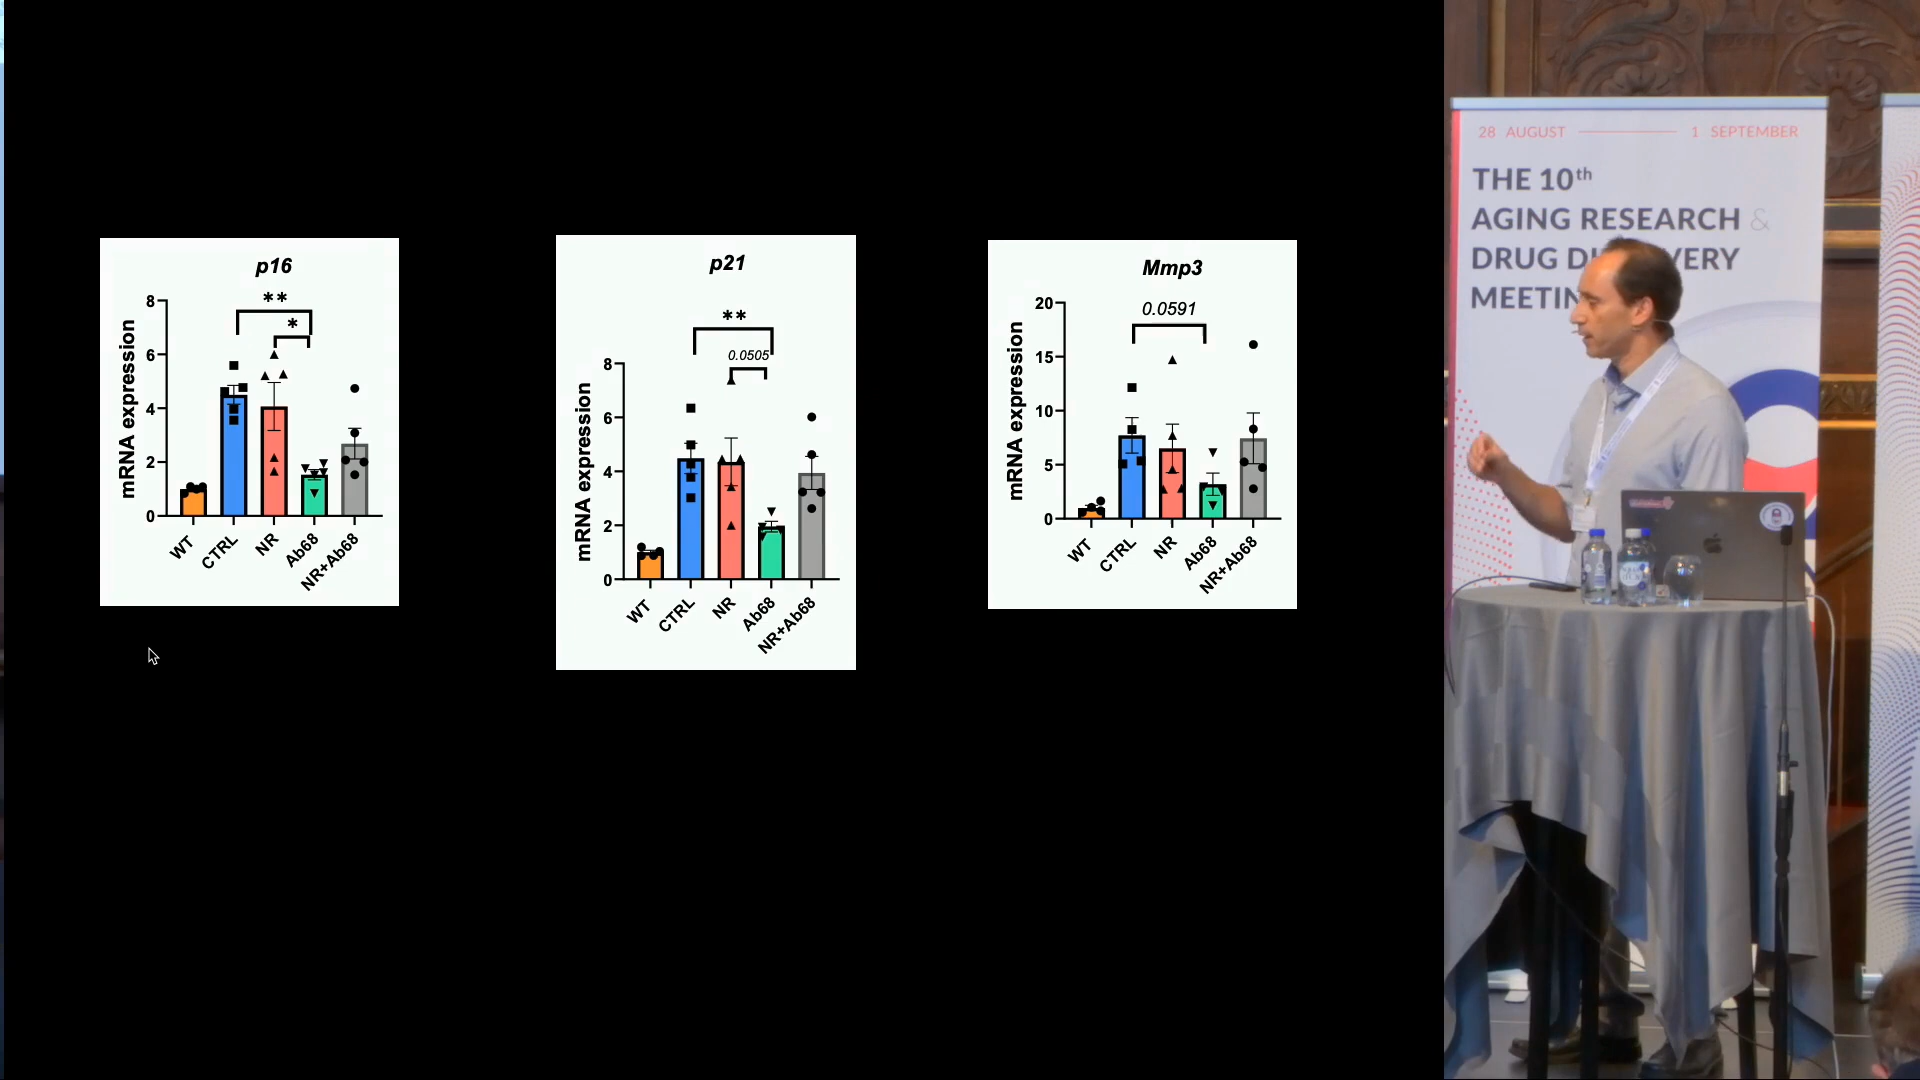 p16
**
*
8
6
4
2
0
mRNA expression
WT
CTRL
NR
Ab68
NR+Ab68
p21
**
0.0505
8
6
4
2
0
mRNA expression
WT
CTRL
NR
Ab68
NR+Ab68
Mmp3
0.0591
20
15
10
5
0
mRNA expression
WT
CTRL
NR
Ab68
NR+Ab68
28 AUGUST 1 SEPTEMBER
THE 10th
AGING RESEARCH &
DRUG DI VERY
MEETIN